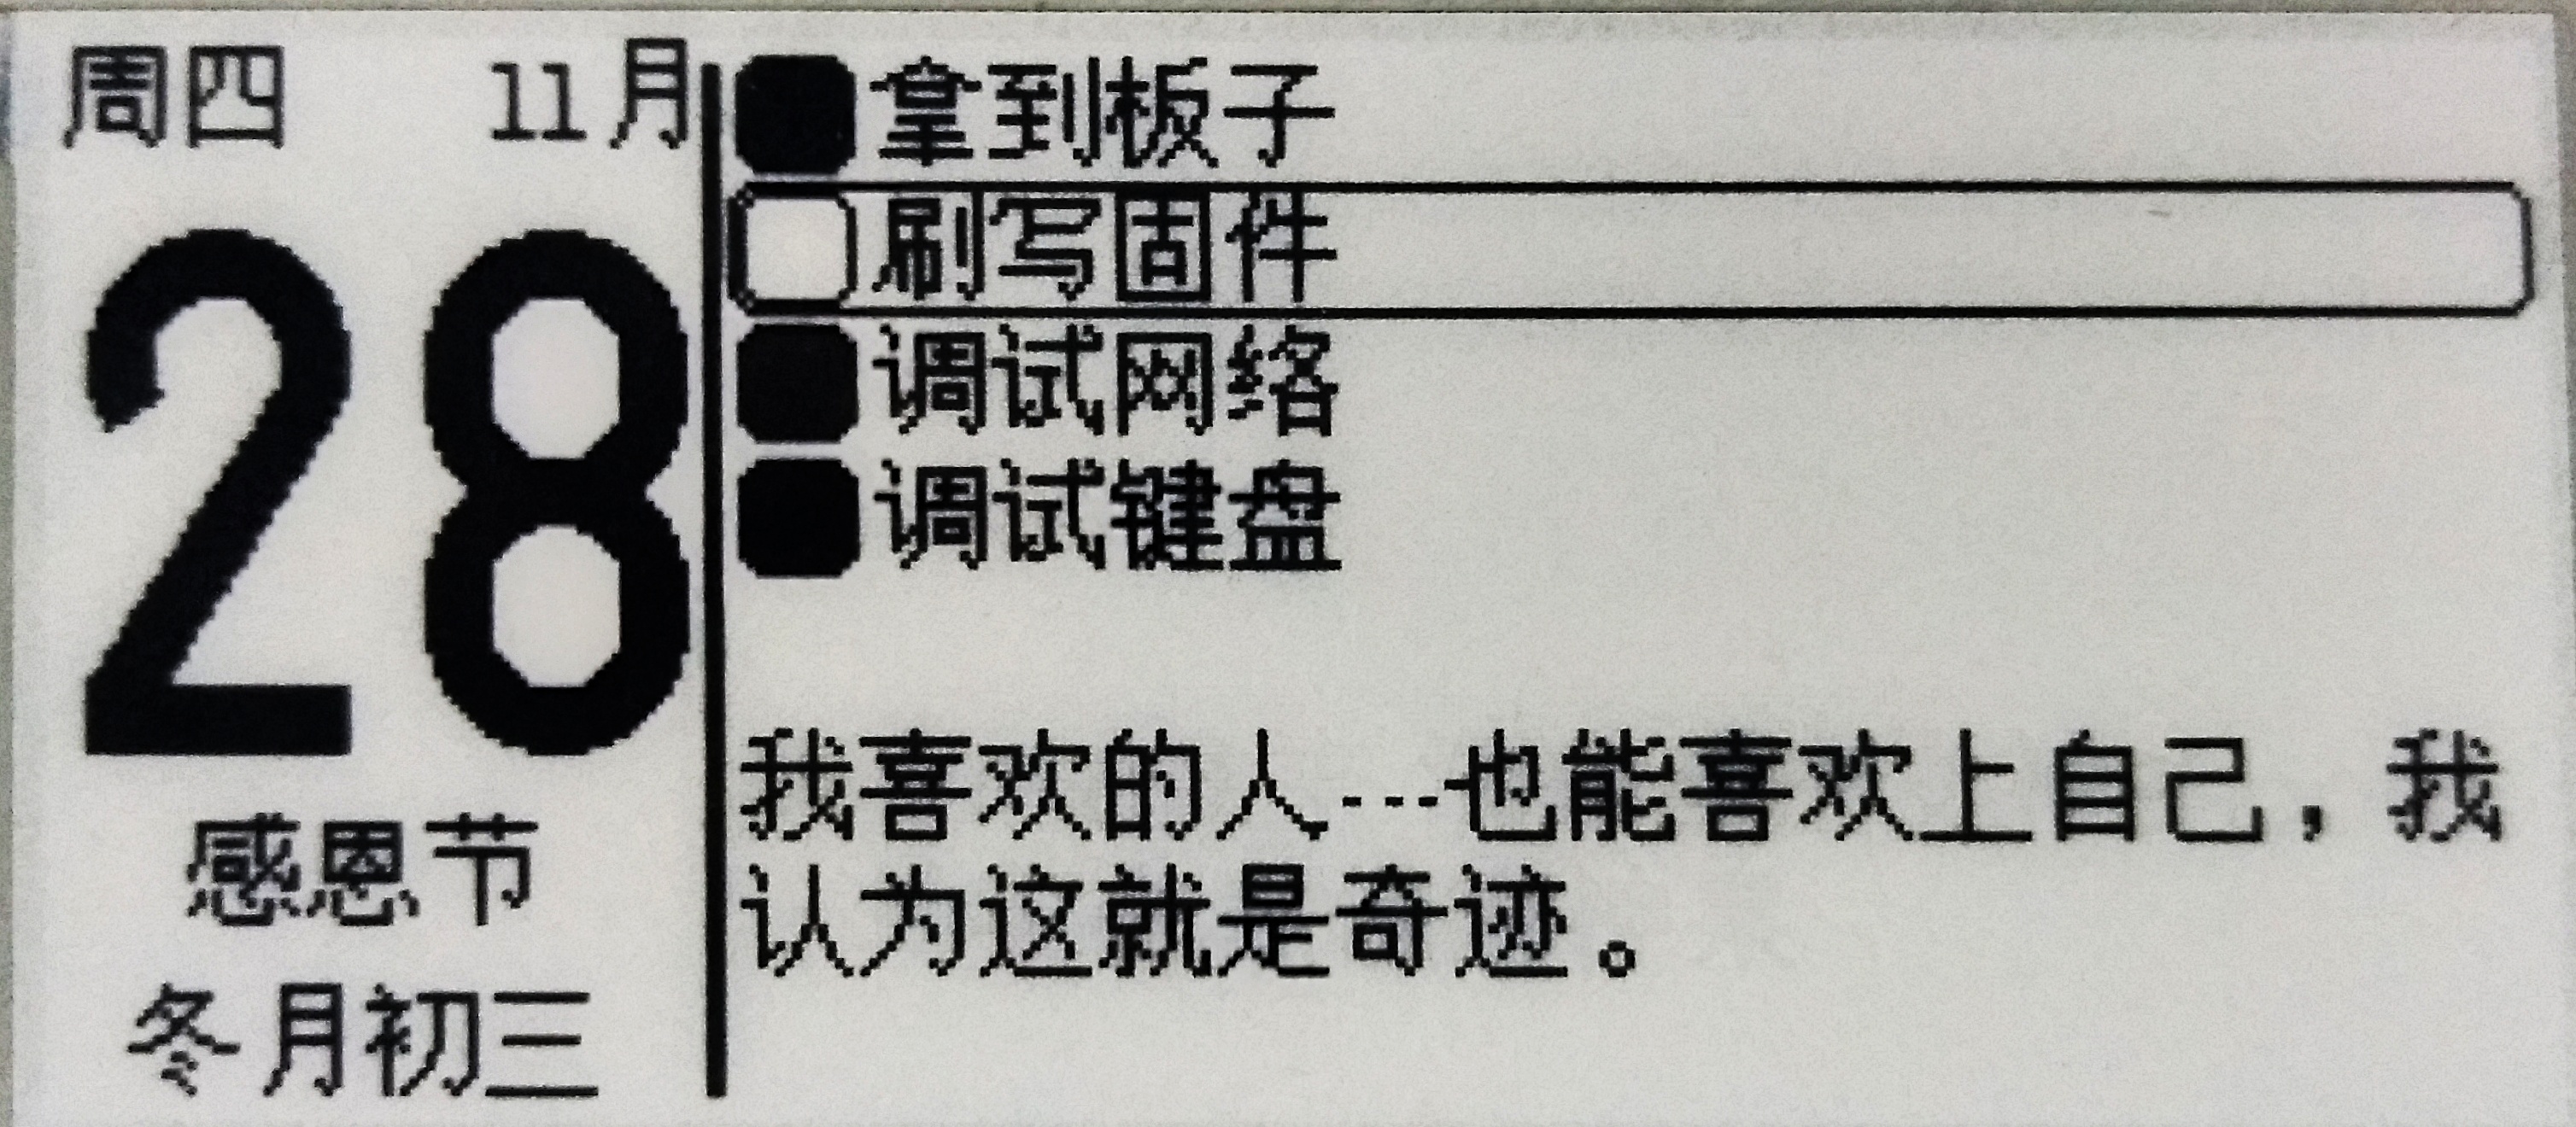 周四 11月
28
感恩节
冬月初三
拿到板子
刷写固件
调试网络
调试键盘
我喜欢的人---也能喜欢上自己，我
认为这就是奇迹。